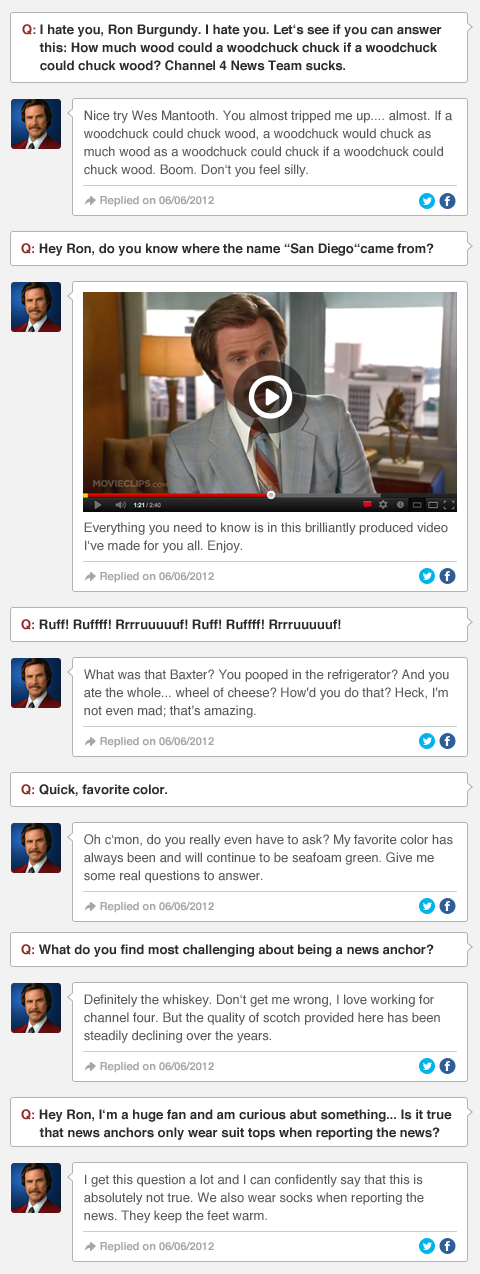 Q: I hate you, Ron Burgundy. I hate you. Let's see if you can answer
this: How much wood could a woodchuck chuck if a woodchuck
could chuck wood? Channel 4 News Team sucks.
Nice try Wes Mantooth. You almost tripped me up.... almost. If a
woodchuck could chuck wood, a woodchuck would chuck as
much wood as a woodchuck could chuck if a woodchuck could
chuck wood. Boom. Don't you feel silly.
Replied on 06/06/2012
Q: Hey Ron, do you know where the name “San Diego“came from?
MOVIECLIPS.COM
1:21 / 2:40
Everything you need to know is in this brilliantly produced video
I've made for you all. Enjoy.
Replied on 06/06/2012
Q: Ruff! Ruffff! Rrrruuuuuf! Ruff! Ruffff! Rrrruuuuuf!
What was that Baxter? You pooped in the refrigerator? And you
ate the whole... wheel of cheese? How'd you do that? Heck, I'm
not even mad; that's amazing.
Replied on 06/06/2012
Q: Quick, favorite color.
Oh c'mon, do you really even have to ask? My favorite color has
always been and will continue to be seafoam green. Give me
some real questions to answer.
Replied on 06/06/2012
Q: What do you find most challenging about being a news anchor?
Definitely the whiskey. Don't get me wrong, I love working for
channel four. But the quality of scotch provided here has been
steadily declining over the years.
Replied on 06/06/2012
Q: Hey Ron, I'm a huge fan and am curious abut something... Is it true
that news anchors only wear suit tops when reporting the news?
I get this question a lot and I can confidently say that this is
absolutely not true. We also wear socks when reporting the
news. They keep the feet warm.
Replied on 06/06/2012